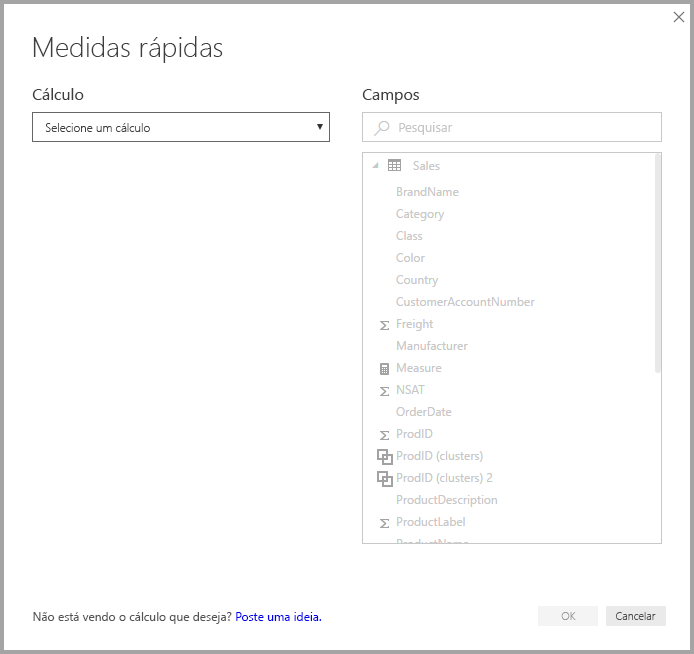 Medidas rápidas
Cálculo
Selecione um cálculo
Campos
Pesquisar
Sales
BrandName
Category
Class
Color
Country
CustomerAccountNumber
Freight
Manufacturer
Measure
NSAT
OrderDate
ProdID
ProdID (clusters)
ProdID (clusters) 2
ProductDescription
ProductLabel
ProductName
Não está vendo o cálculo que deseja? Poste uma ideia.
OK
Cancelar